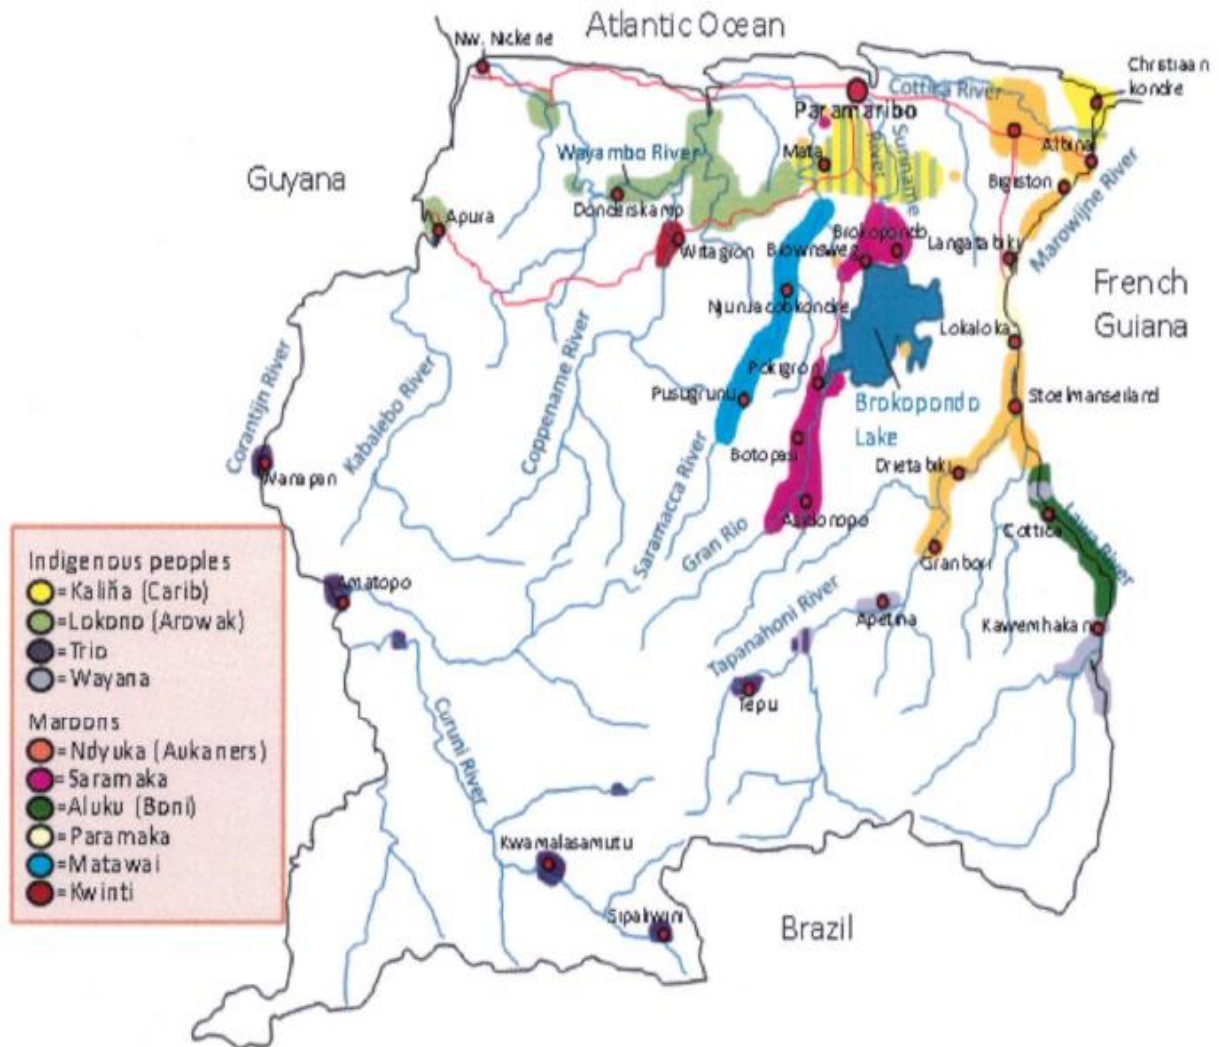 Atlantic Ocean
Nw. Nickerie
Christiaan
kondre
Cottica River
Paramaribo
Albina
Wayambo River
Mata
Suriname
River
Guyana
Bigiston
Marowijne River
Donderskamp
Apura
Brokopondo
Langatabiki
Witagron
Brownsweg
French
Guiana
Njunjacobkondre
Lokaloka
Corantijn River
Kabalebo River
Coppename River
Pokigron
Pusugrunu
Brokopondo
Lake
Stoelmanseiland
Botopasi
Drietabiki
Wanapan
Saramacca River
Gran Rio
Asidonopo
Cottica
Lawa River
Granbori
Indigenous peoples
=Kaliña (Carib)
=Lokono (Arowak)
=Trio
=Wayana
Maroons
=Ndyuka (Aukaners)
=Saramaka
=Aluku (Boni)
=Paramaka
=Matawai
=Kwinti
Amatopo
Tapanahoni River
Apetina
Kawemhakan
Tepu
Curuni River
Kwamalasamutu
Sipaliwini
Brazil